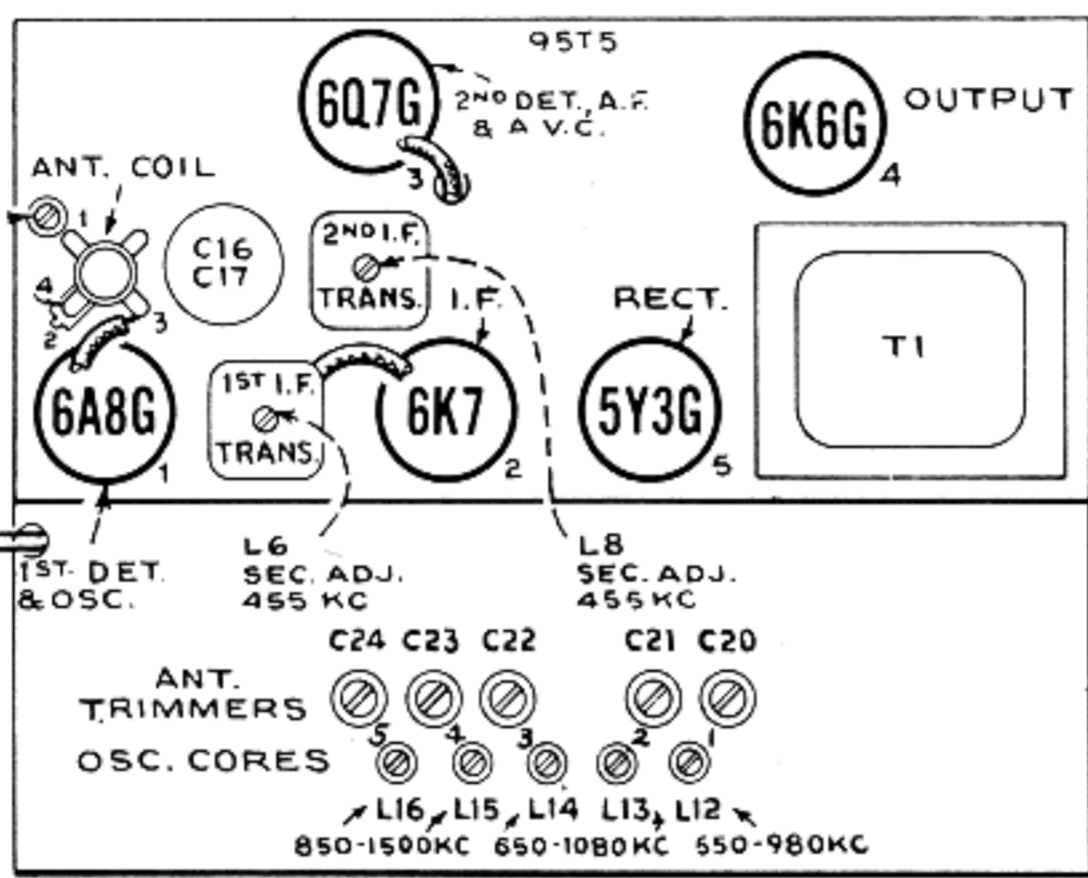 95T5
6Q7G
2ND DET., A.F.
& A V.C.
3
6K6G
OUTPUT
4
ANT. COIL
1
4
2
3
C16
C17
2ND I.F.
TRANS.
I.F.
RECT.
T1
6A8G
1
1ST I.F.
TRANS.
6K7
2
5Y3G
5
1ST. DET.
& OSC.
L6
SEC. ADJ.
455 KC
L8
SEC. ADJ.
455 KC
C24 C23 C22 C21 C20
ANT.
TRIMMERS
5 4 3 2 1
OSC. CORES
L16 L15 L14 L13 L12
850-1500KC 650-1080KC 550-980KC